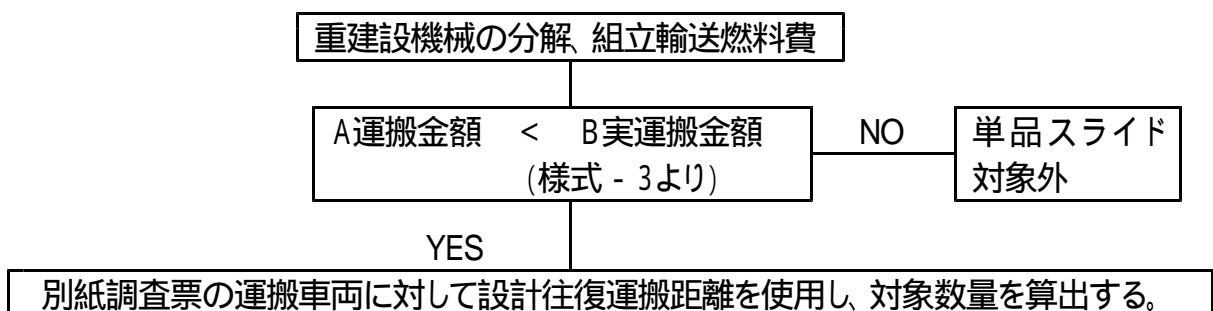 重建設機械の分解、組立輸送燃料費
A運搬金額 < B実運搬金額
(様式 - 3より)
NO
単品スライド
対象外
YES
別紙調査票の運搬車両に対して設計往復運搬距離を使用し、対象数量を算出する。